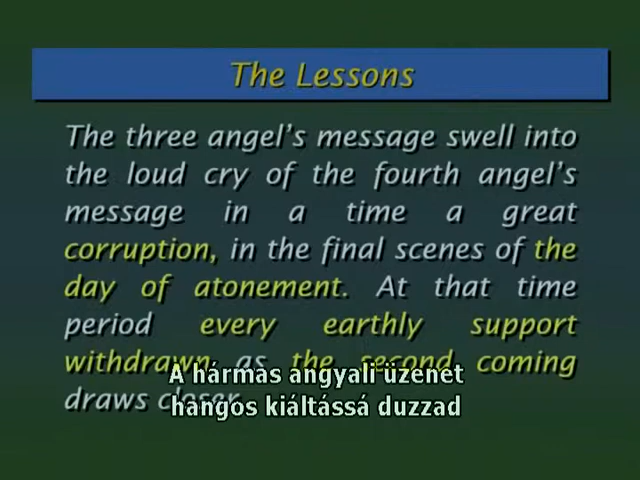 The Lessons
The three angel's message swell into
the loud cry of the fourth angel's
message in a time a great
corruption, in the final scenes of the
day of atonement. At that time
period every earthly support
withdrawn as the second coming
draws closer.
A hármas angyali üzenet
hangos kiáltássá duzzad